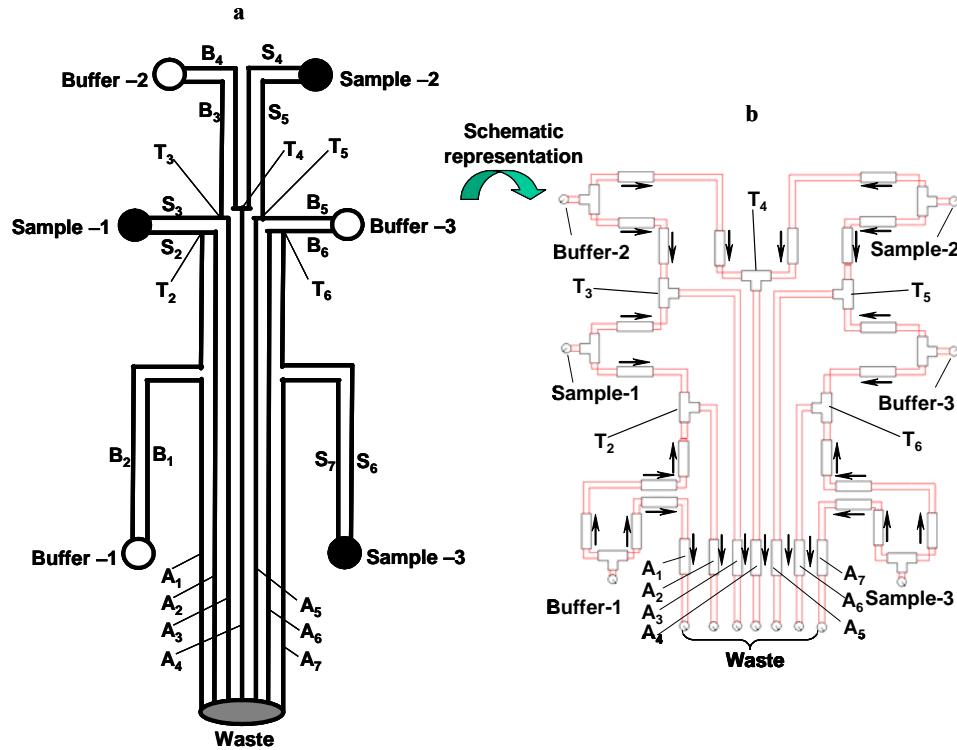 a
B4
S4
Buffer –2
Sample –2
B3
S5
T3
T4
T5
S3
B5
Sample –1
Buffer –3
S2
B6
T2
T6
B2
B1
S7
S6
Buffer –1
Sample –3
A1
A2
A3
A4
A5
A6
A7
Waste
Schematic
representation
b
T4
Buffer-2
Sample-2
T3
T5
Sample-1
Buffer-3
T2
T6
A1
A2
A3
A4
A7
A6
A5
Buffer-1
Sample-3
Waste